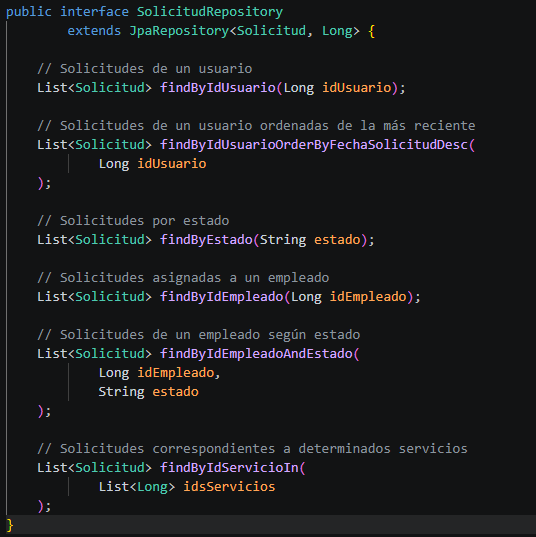 public interface SolicitudRepository
        extends JpaRepository<Solicitud, Long> {

    // Solicitudes de un usuario
    List<Solicitud> findByIdUsuario(Long idUsuario);

    // Solicitudes de un usuario ordenadas de la más reciente
    List<Solicitud> findByIdUsuarioOrderByFechaSolicitudDesc(
            Long idUsuario
    );

    // Solicitudes por estado
    List<Solicitud> findByEstado(String estado);

    // Solicitudes asignadas a un empleado
    List<Solicitud> findByIdEmpleado(Long idEmpleado);

    // Solicitudes de un empleado según estado
    List<Solicitud> findByIdEmpleadoAndEstado(
            Long idEmpleado,
            String estado
    );

    // Solicitudes correspondientes a determinados servicios
    List<Solicitud> findByIdServicioIn(
            List<Long> idsServicios
    );
}